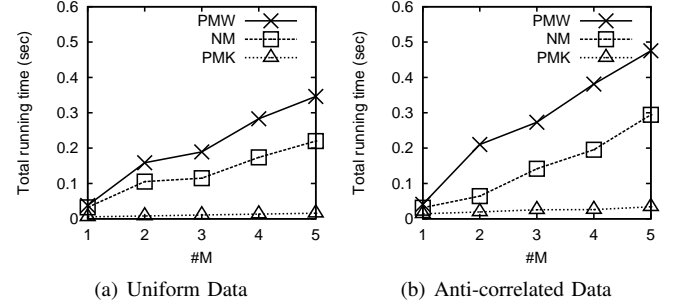 Total running time (sec)
0.6
0.5
0.4
0.3
0.2
0.1
0
PMW
NM
PMK
1 2 3 4 5
#M
(a) Uniform Data
Total running time (sec)
0.6
0.5
0.4
0.3
0.2
0.1
0
PMW
NM
PMK
1 2 3 4 5
#M
(b) Anti-correlated Data